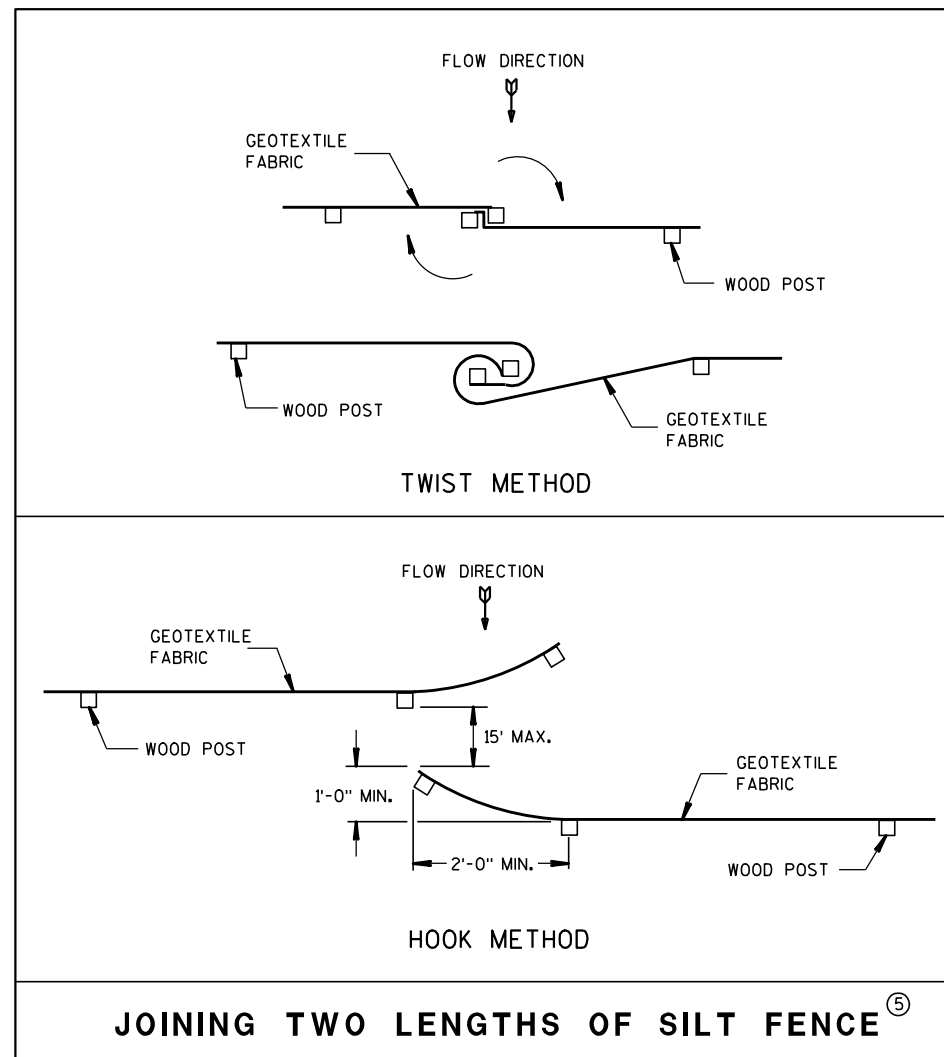 FLOW DIRECTION
GEOTEXTILE
FABRIC
WOOD POST
WOOD POST
GEOTEXTILE
FABRIC
TWIST METHOD
FLOW DIRECTION
GEOTEXTILE
FABRIC
WOOD POST
15' MAX.
1'-0" MIN.
GEOTEXTILE
FABRIC
2'-0" MIN.
WOOD POST
HOOK METHOD
JOINING TWO LENGTHS OF SILT FENCE ⑤